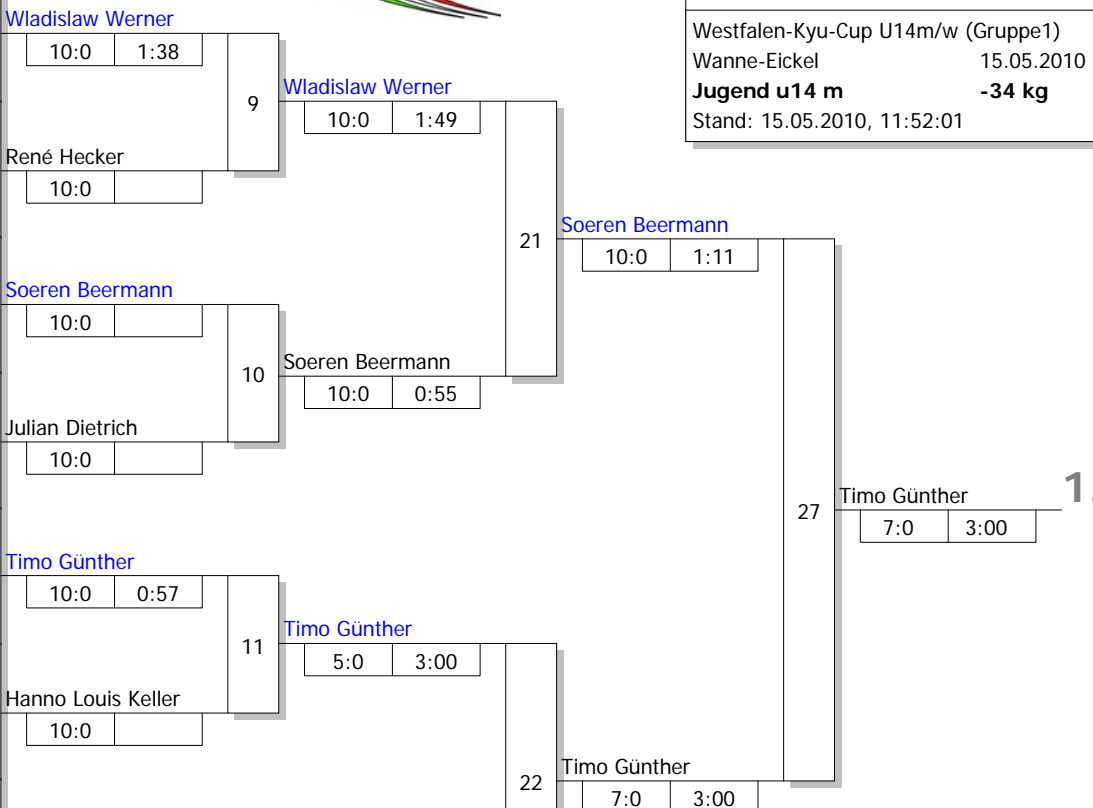 Westfalen-Kyu-Cup U14m/w (Gruppe1)
Wanne-Eickel 15.05.2010
Jugend u14 m -34 kg
Stand: 15.05.2010, 11:52:01
Wladislaw Werner
10:0 1:38
9
Wladislaw Werner
10:0 1:49
René Hecker
10:0
21
Soeren Beermann
10:0 1:11
Soeren Beermann
10:0
10
Soeren Beermann
10:0 0:55
Julian Dietrich
10:0
27
Timo Günther
7:0 3:00
1.
Timo Günther
10:0 0:57
11
Timo Günther
5:0 3:00
Hanno Louis Keller
10:0
22
Timo Günther
7:0 3:00